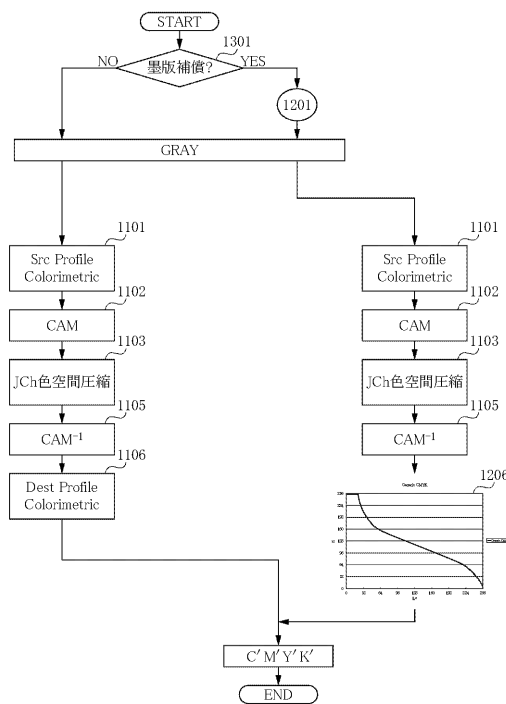 START
1301
墨版補償?
NO
YES
1201
GRAY
1101
Src Profile
Colorimetric
1102
CAM
1103
JCh色空間圧縮
1105
CAM⁻¹
1106
Dest Profile
Colorimetric
1101
Src Profile
Colorimetric
1102
CAM
1103
JCh色空間圧縮
1105
CAM⁻¹
1206
C′M′Y′K′
END